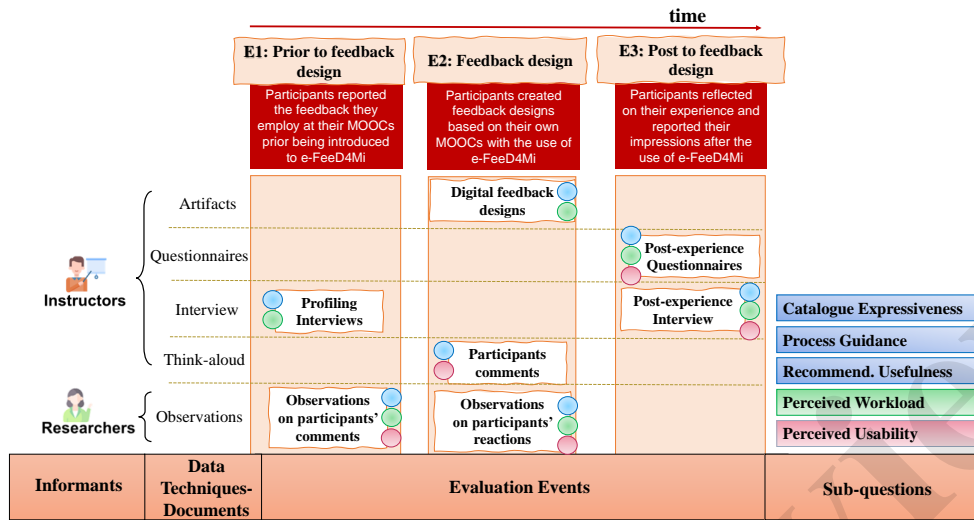 time
E1: Prior to feedback
design
E2: Feedback design
E3: Post to feedback
design
Participants reported
the feedback they
employ at their MOOCs
prior being introduced
to e-FeeD4Mi
Participants created
feedback designs
based on their own
MOOCs with the use of
e-FeeD4Mi
Participants reflected
on their experience and
reported their
impressions after the
use of e-FeeD4Mi
Artifacts
Digital feedback
designs
Questionnaires
Post-experience
Questionnaires
Instructors
Interview
Profiling
Interviews
Post-experience
Interview
Think-aloud
Participants
comments
Researchers
Observations
Observations
on participants'
comments
Observations
on participants'
reactions
Catalogue Expressiveness
Process Guidance
Recommend. Usefulness
Perceived Workload
Perceived Usability
Informants
Data
Techniques-
Documents
Evaluation Events
Sub-questions